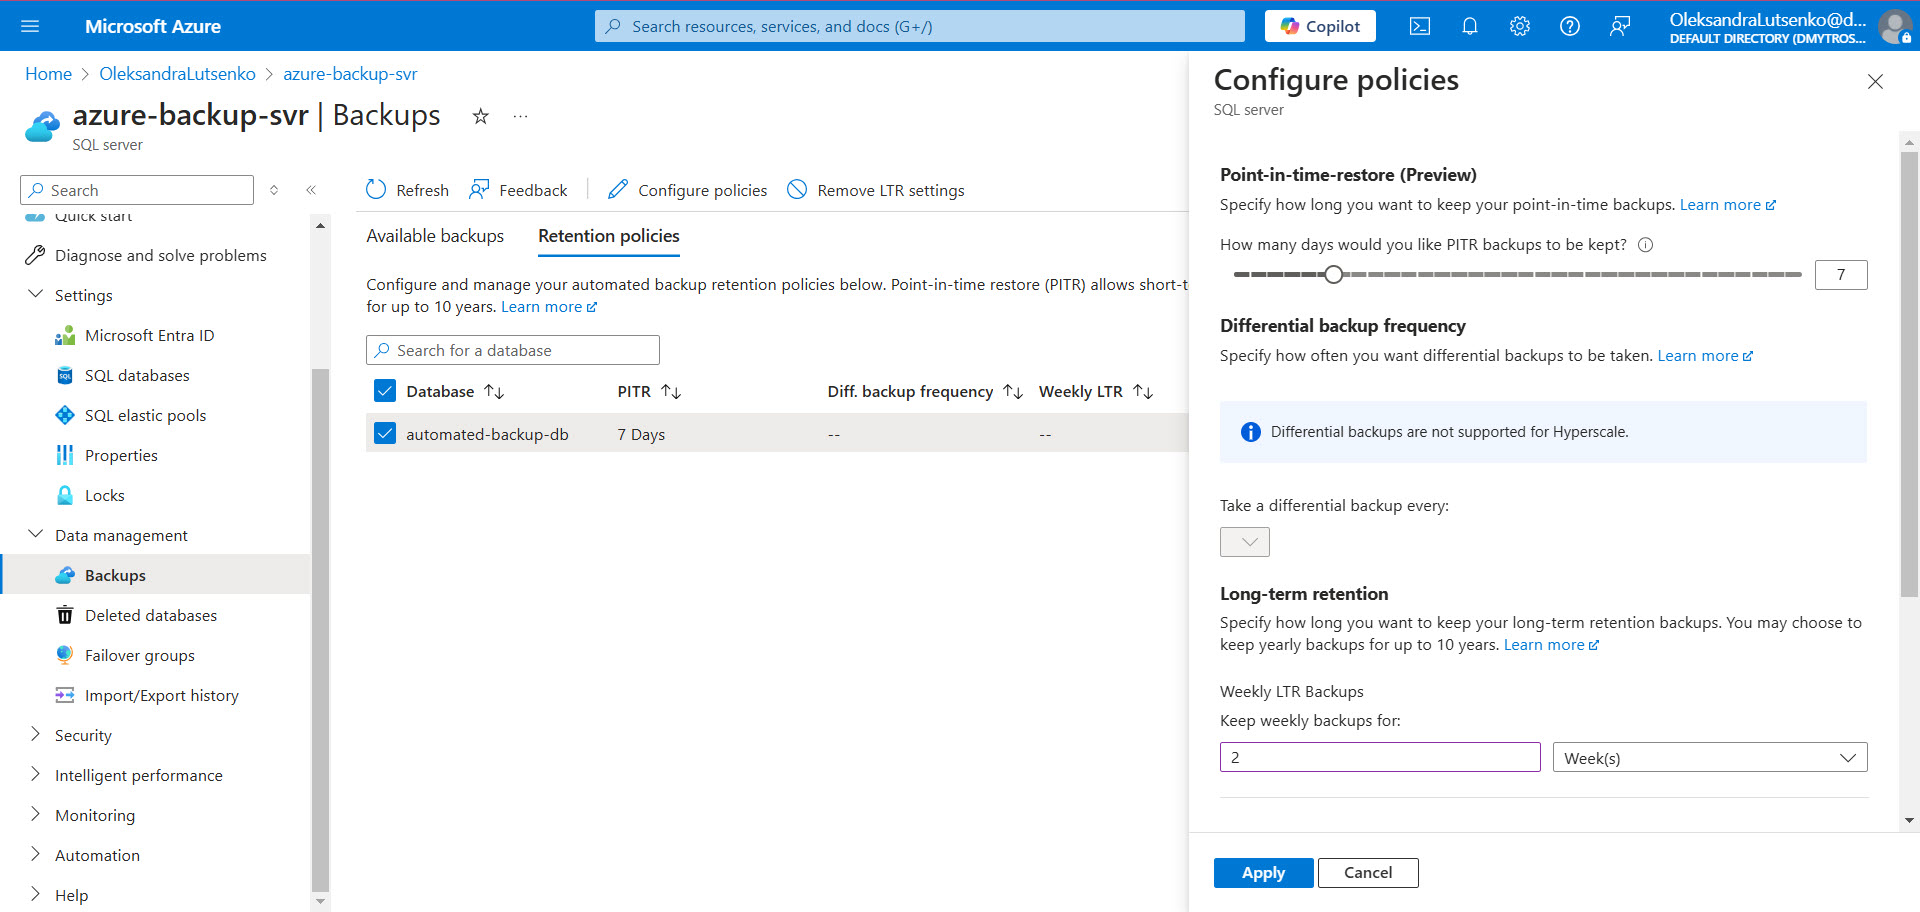 Microsoft Azure
Search resources, services, and docs (G+/)
Copilot
OleksandraLutsenko@d...
DEFAULT DIRECTORY (DMYTROS...
Home > OleksandraLutsenko > azure-backup-svr
azure-backup-svr | Backups
SQL server
Search
Quick start
Diagnose and solve problems
Settings
Microsoft Entra ID
SQL databases
SQL elastic pools
Properties
Locks
Data management
Backups
Deleted databases
Failover groups
Import/Export history
Security
Intelligent performance
Monitoring
Automation
Help
Refresh
Feedback
Configure policies
Remove LTR settings
Available backups
Retention policies
Configure and manage your automated backup retention policies below. Point-in-time restore (PITR) allows short-t
for up to 10 years. Learn more
Search for a database
Database PITR Diff. backup frequency Weekly LTR
automated-backup-db 7 Days -- --
Configure policies
SQL server
Point-in-time-restore (Preview)
Specify how long you want to keep your point-in-time backups. Learn more
How many days would you like PITR backups to be kept?
7
Differential backup frequency
Specify how often you want differential backups to be taken. Learn more
Differential backups are not supported for Hyperscale.
Take a differential backup every:
Long-term retention
Specify how long you want to keep your long-term retention backups. You may choose to
keep yearly backups for up to 10 years. Learn more
Weekly LTR Backups
Keep weekly backups for:
2
Week(s)
Apply
Cancel